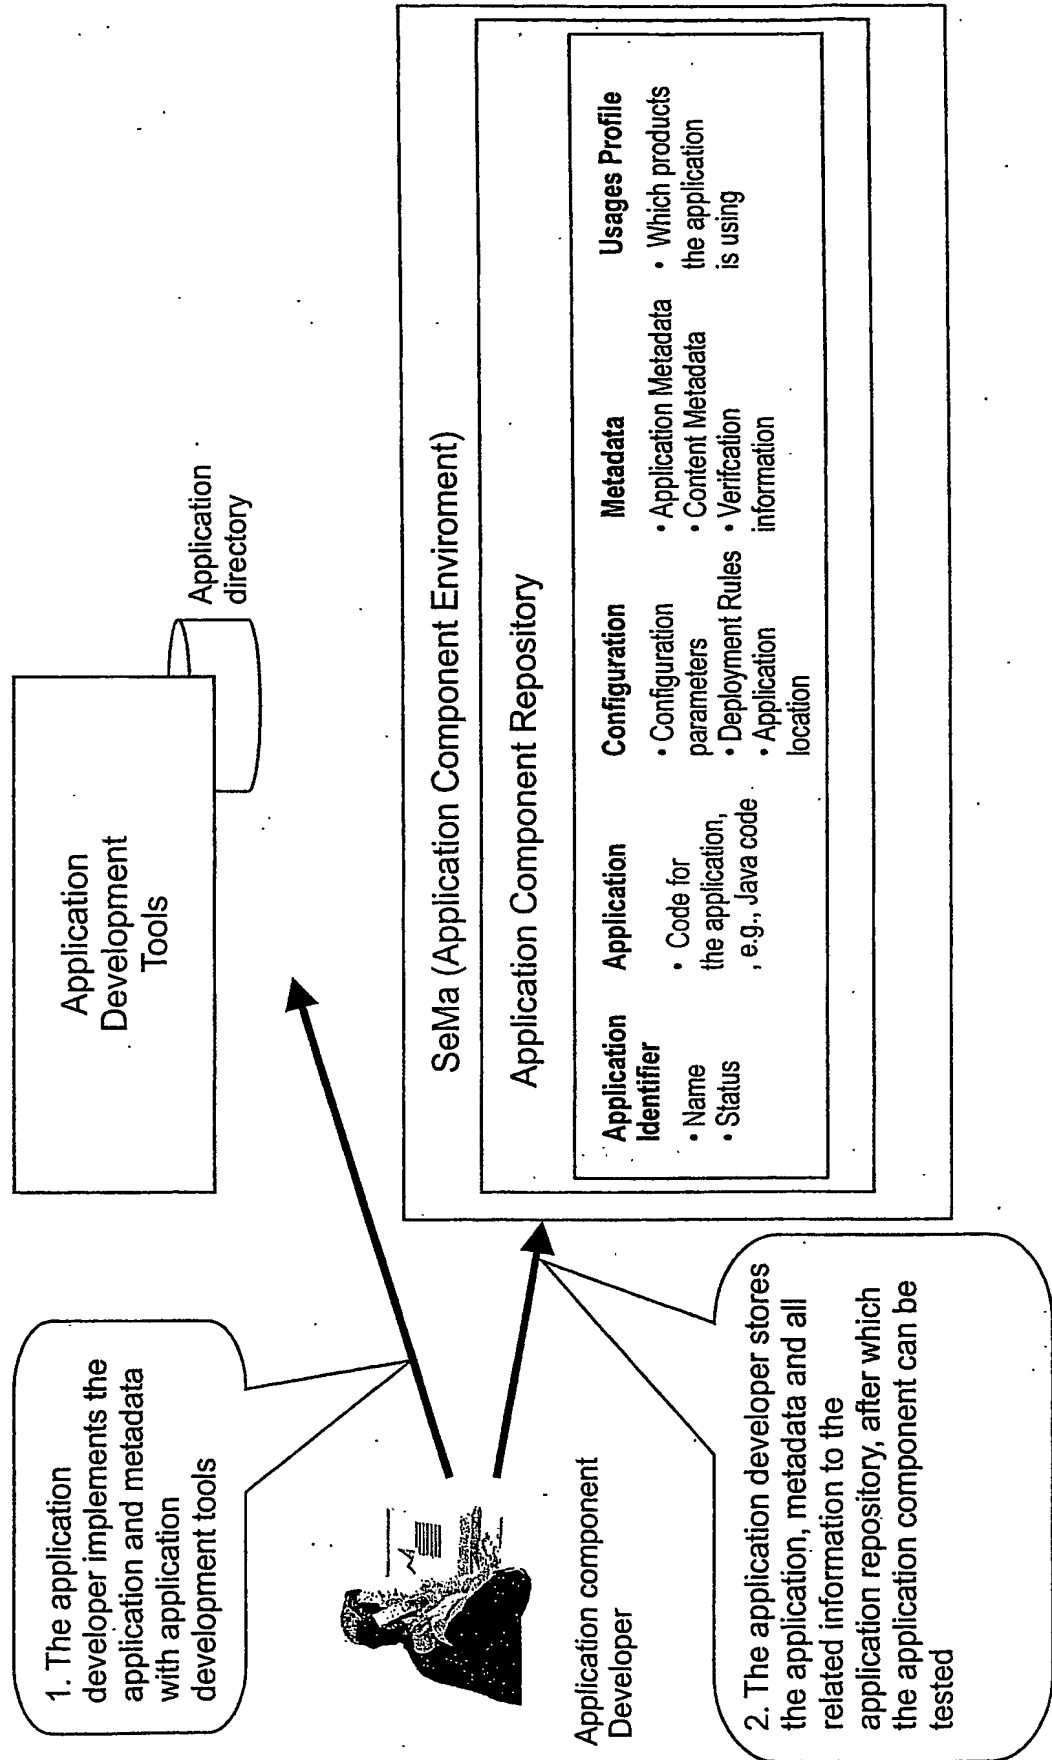 1. The application
developer implements the
application and metadata
with application
development tools
Application
Development
Tools
Application
directory
Application component
Developer
2. The application developer stores
the application, metadata and all
related information to the
application repository, after which
the application component can be
tested
SeMa (Application Component Enviroment)
Application Component Repository
Application
Identifier
• Name
• Status
Application
• Code for
the application,
, e.g., Java code
Configuration
• Configuration
parameters
• Deployment Rules
• Application
location
Metadata
• Application Metadata
• Content Metadata
• Verifcation
information
Usages Profile
• Which products
the application
is using